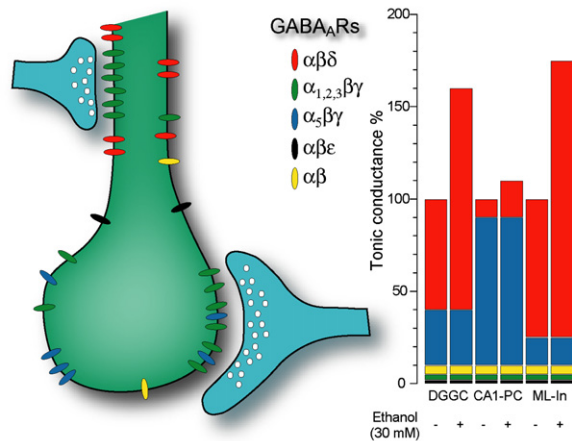 GABAARs
αβδ
α1,2,3βγ
α5βγ
αβε
αβ
Tonic conductance %
200
150
100
50
0
DGGC CA1-PC ML-In
Ethanol (30 mM) - + - + - +